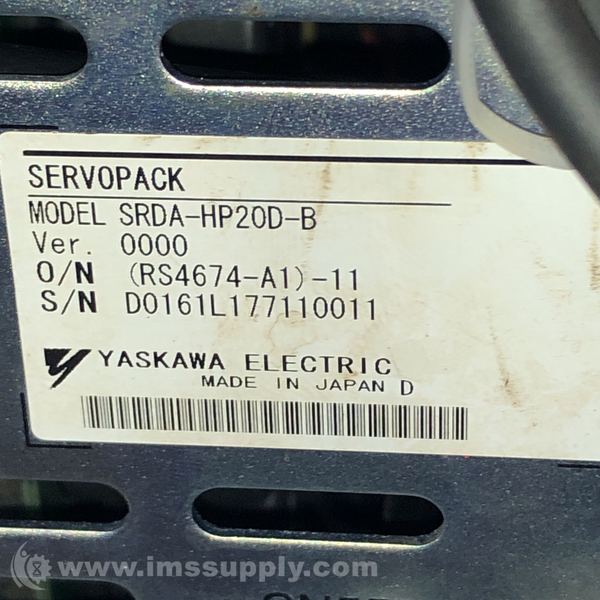 SERVOPACK
MODEL SRDA-HP20D-B
Ver. 0000
O/N (RS4674-A1)-11
S/N D0161L177110011
YASKAWA ELECTRIC
MADE IN JAPAN D
www.imssupply.com